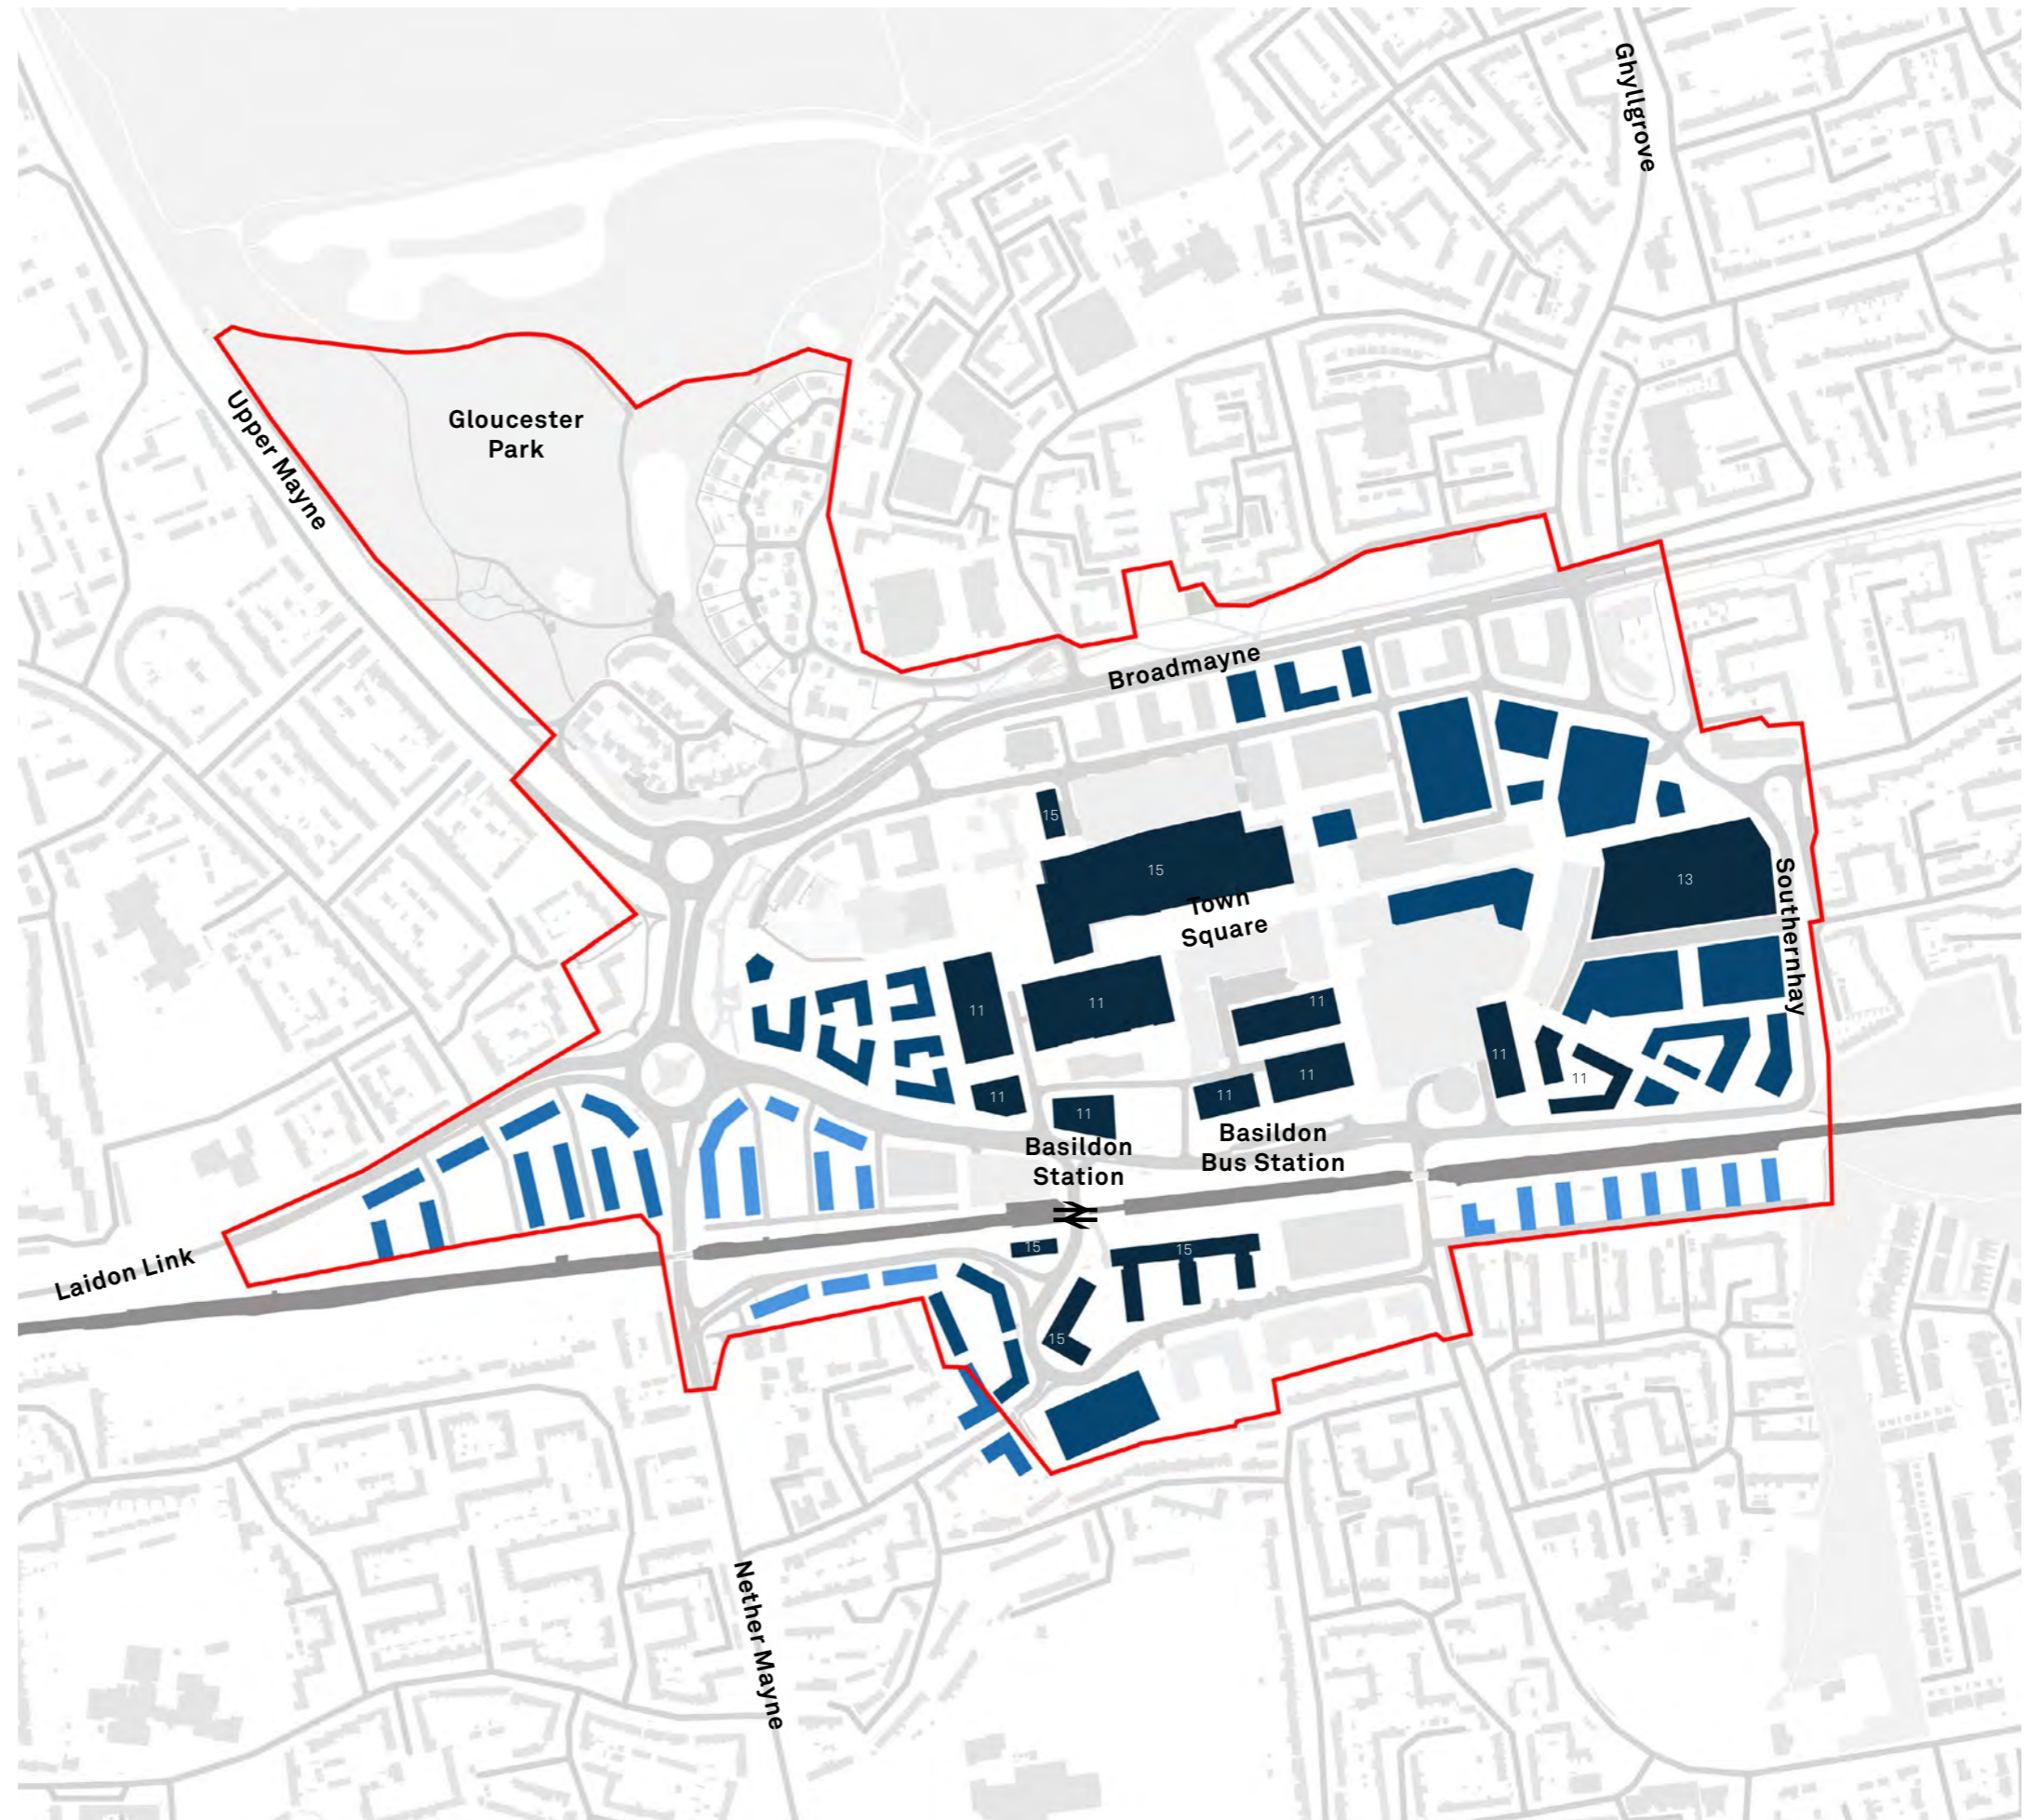 Ghyllgrove
Upper Mayne
Gloucester
Park
Broadmayne
15
15
13
Southernhay
Town
Square
11
11
11
11
11
11
11
11
11
Basildon
Station
Basildon
Bus Station
Laidon Link
15
15
15
Nether Mayne